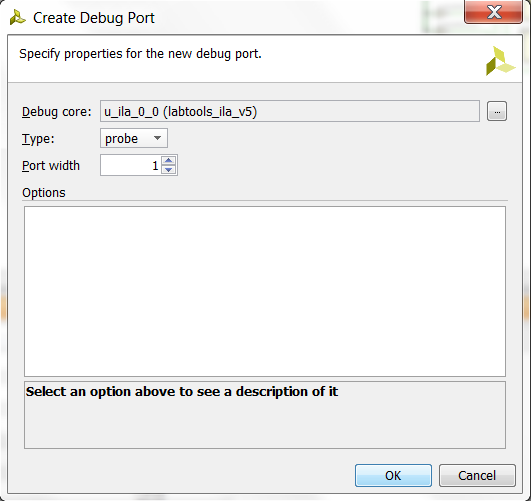 Create Debug Port
Specify properties for the new debug port.
Debug core: u_ila_0_0 (labtools_ila_v5) ...
Type: probe
Port width 1
Options
Select an option above to see a description of it
OK Cancel